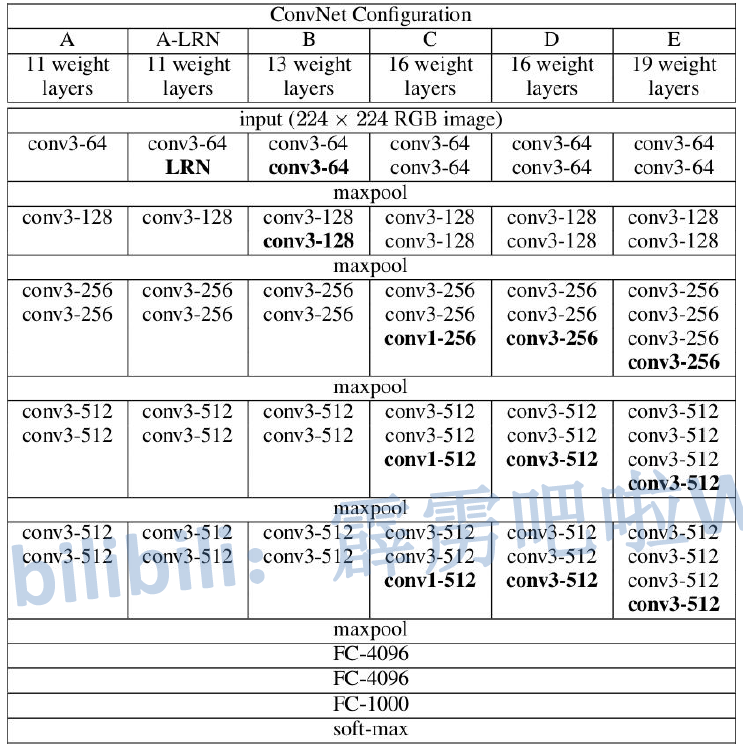 ConvNet Configuration
A A-LRN B C D E
11 weight 11 weight 13 weight 16 weight 16 weight 19 weight
layers layers layers layers layers layers
input (224 × 224 RGB image)
conv3-64 conv3-64 conv3-64 conv3-64 conv3-64 conv3-64
LRN conv3-64 conv3-64 conv3-64 conv3-64
maxpool
conv3-128 conv3-128 conv3-128 conv3-128 conv3-128 conv3-128
conv3-128 conv3-128 conv3-128 conv3-128
maxpool
conv3-256 conv3-256 conv3-256 conv3-256 conv3-256 conv3-256
conv3-256 conv3-256 conv3-256 conv3-256 conv3-256 conv3-256
conv1-256 conv3-256 conv3-256
conv3-256
maxpool
conv3-512 conv3-512 conv3-512 conv3-512 conv3-512 conv3-512
conv3-512 conv3-512 conv3-512 conv3-512 conv3-512 conv3-512
conv1-512 conv3-512 conv3-512
conv3-512
maxpool
conv3-512 conv3-512 conv3-512 conv3-512 conv3-512 conv3-512
conv3-512 conv3-512 conv3-512 conv3-512 conv3-512 conv3-512
conv1-512 conv3-512 conv3-512
conv3-512
maxpool
FC-4096
FC-4096
FC-1000
soft-max
bilibili: 霹雳吧啦W